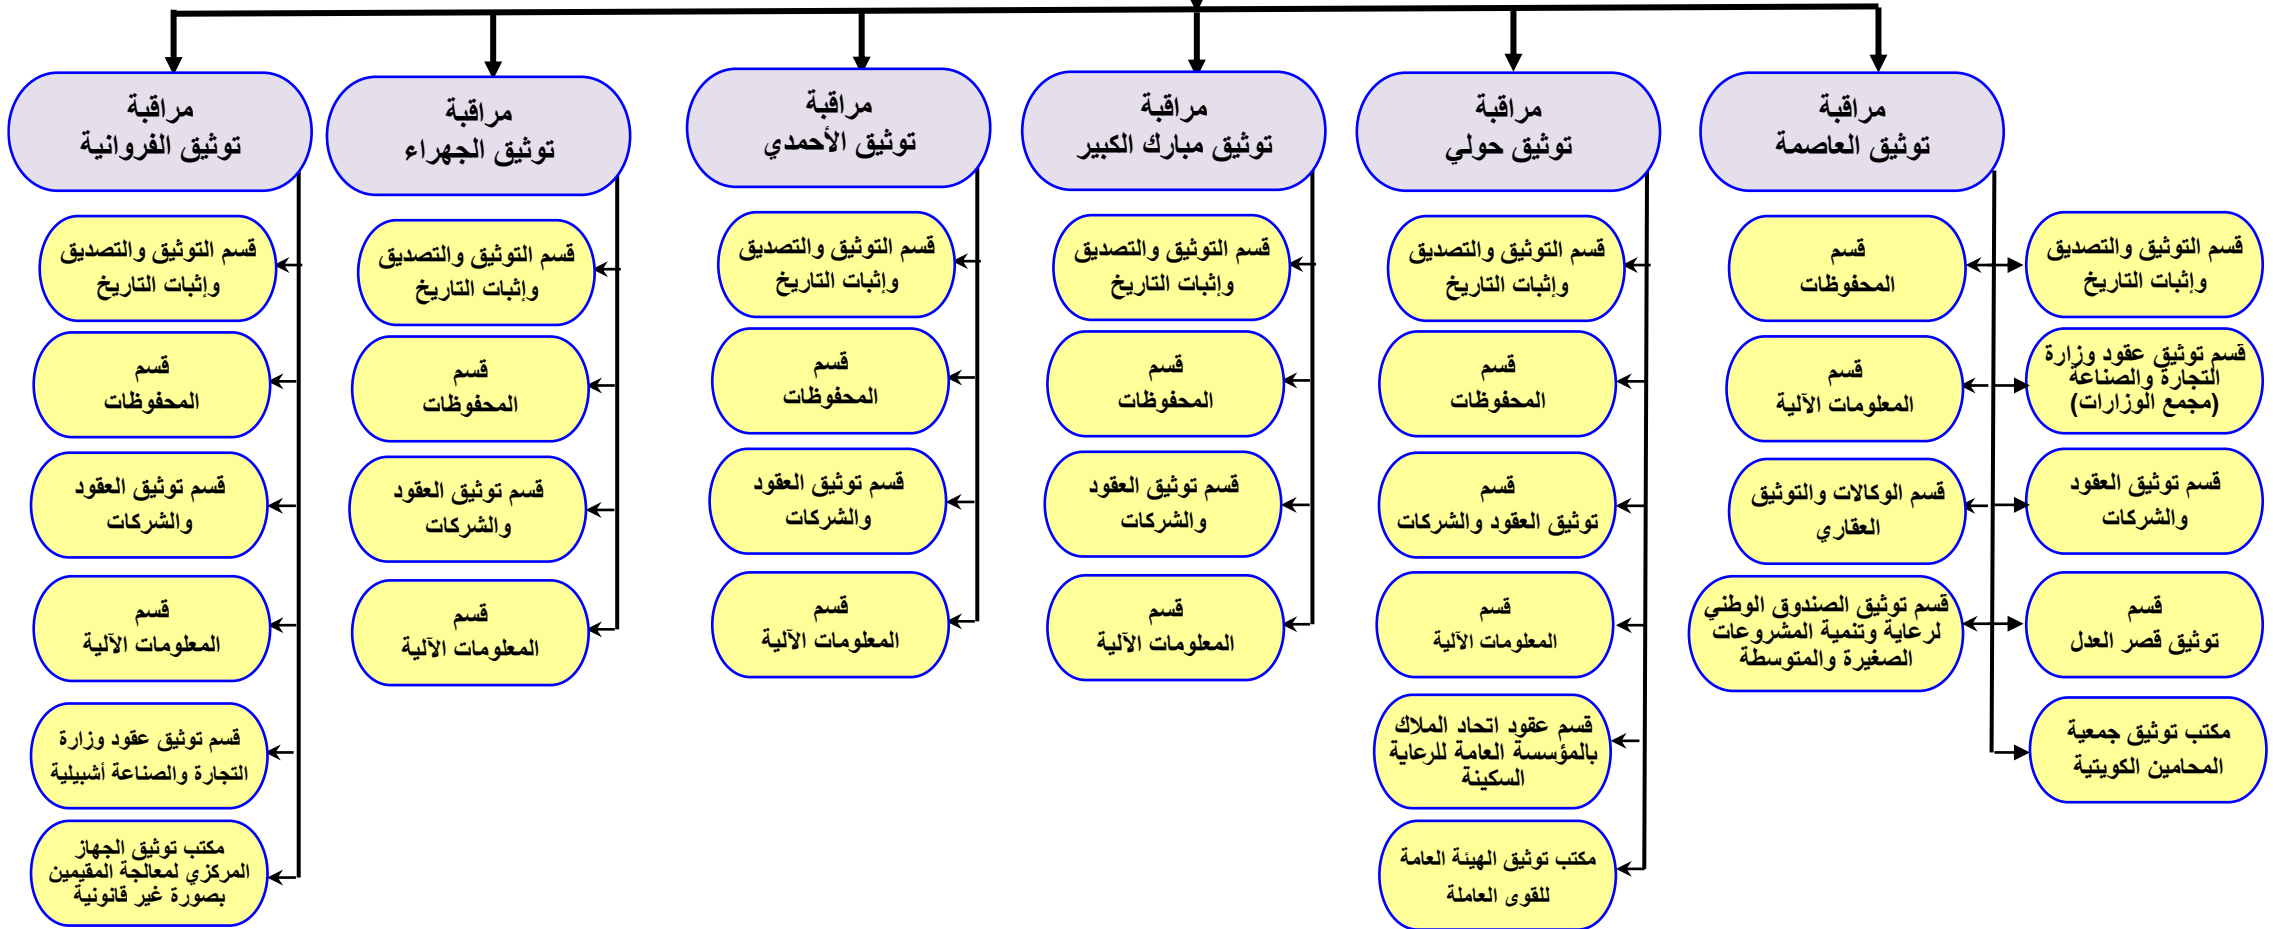 مراقبة
توثيق العاصمة
قسم التوثيق والتصديق
وإثبات التاريخ
قسم توثيق عقود وزارة
التجارة والصناعة
(مجمع الوزارات)
قسم توثيق العقود
والشركات
قسم
توثيق قصر العدل
مكتب توثيق جمعية
المحامين الكويتية
قسم
المحفوظات
قسم
المعلومات الآلية
قسم الوكالات والتوثيق
العقاري
قسم توثيق الصندوق الوطني
لرعاية وتنمية المشروعات
الصغيرة والمتوسطة
مراقبة
توثيق حولي
قسم التوثيق والتصديق
وإثبات التاريخ
قسم
المحفوظات
قسم
توثيق العقود والشركات
قسم
المعلومات الآلية
قسم عقود اتحاد الملاك
بالمؤسسة العامة للرعاية
السكينة
مكتب توثيق الهيئة العامة
للقوى العاملة
مراقبة
توثيق مبارك الكبير
قسم التوثيق والتصديق
وإثبات التاريخ
قسم
المحفوظات
قسم توثيق العقود
والشركات
قسم
المعلومات الآلية
مراقبة
توثيق الأحمدي
قسم التوثيق والتصديق
وإثبات التاريخ
قسم
المحفوظات
قسم توثيق العقود
والشركات
قسم
المعلومات الآلية
مراقبة
توثيق الجهراء
قسم التوثيق والتصديق
وإثبات التاريخ
قسم
المحفوظات
قسم توثيق العقود
والشركات
قسم
المعلومات الآلية
مراقبة
توثيق الفروانية
قسم التوثيق والتصديق
وإثبات التاريخ
قسم
المحفوظات
قسم توثيق العقود
والشركات
قسم
المعلومات الآلية
قسم توثيق عقود وزارة
التجارة والصناعة أشبيلية
مكتب توثيق الجهاز
المركزي لمعالجة المقيمين
بصورة غير قانونية